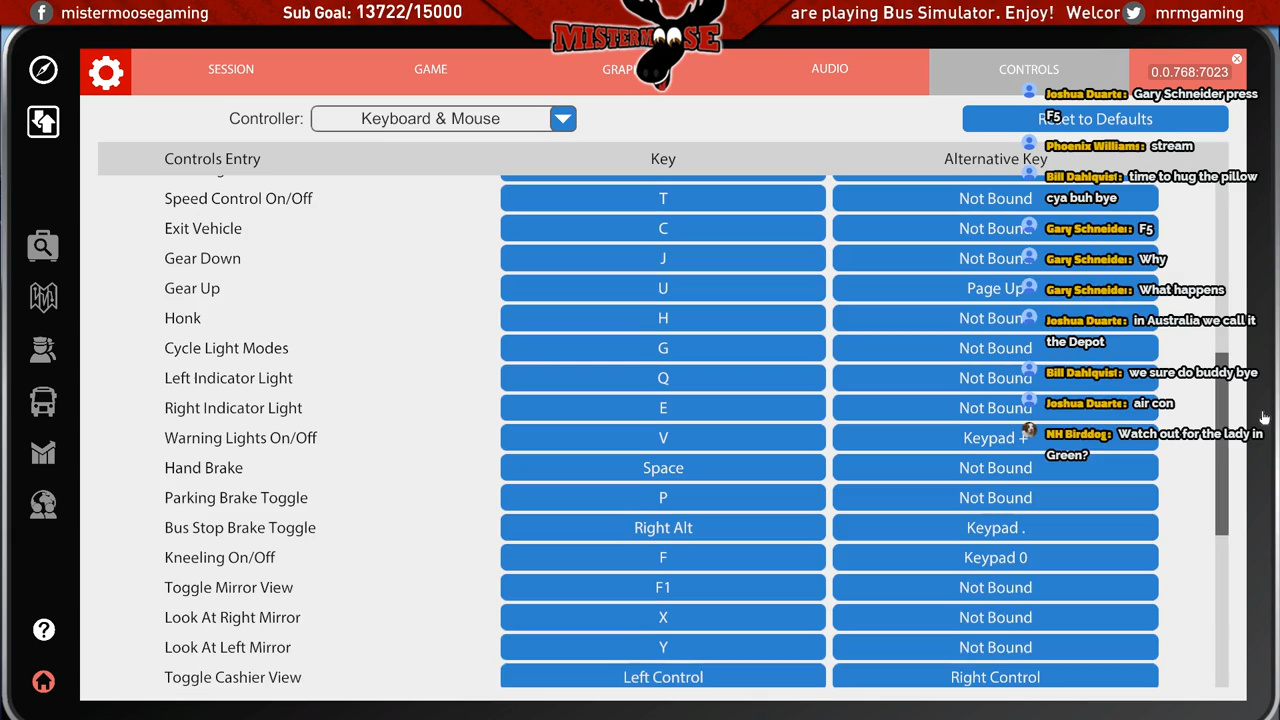 mistermoosegaming
Sub Goal: 13722/15000
MISTERMOOSE
are playing Bus Simulator. Enjoy! Welcor
mrmgaming
SESSION
GAME
GRAPH
AUDIO
CONTROLS
0.0.768:7023
Controller:
Keyboard & Mouse
Reset to Defaults
Controls Entry Key Alternative Key
Speed Control On/Off T Not Bound
Exit Vehicle C Not Bound
Gear Down J Not Bound
Gear Up U Page Up
Honk H Not Bound
Cycle Light Modes G Not Bound
Left Indicator Light Q Not Bound
Right Indicator Light E Not Bound
Warning Lights On/Off V Keypad +
Hand Brake Space Not Bound
Parking Brake Toggle P Not Bound
Bus Stop Brake Toggle Right Alt Keypad .
Kneeling On/Off F Keypad 0
Toggle Mirror View F1 Not Bound
Look At Right Mirror X Not Bound
Look At Left Mirror Y Not Bound
Toggle Cashier View Left Control Right Control
Joshua Duarte: Gary Schneider press
F5
Phoenix Williams: stream
Bill Dahlquist: time to hug the pillow
cya buh bye
Gary Schneider: F5
Gary Schneider: Why
Gary Schneider: What happens
Joshua Duarte: in Australia we call it
the Depot
Bill Dahlquist: we sure do buddy bye
Joshua Duarte: air con
NH Birddog: Watch out for the lady in
Green?